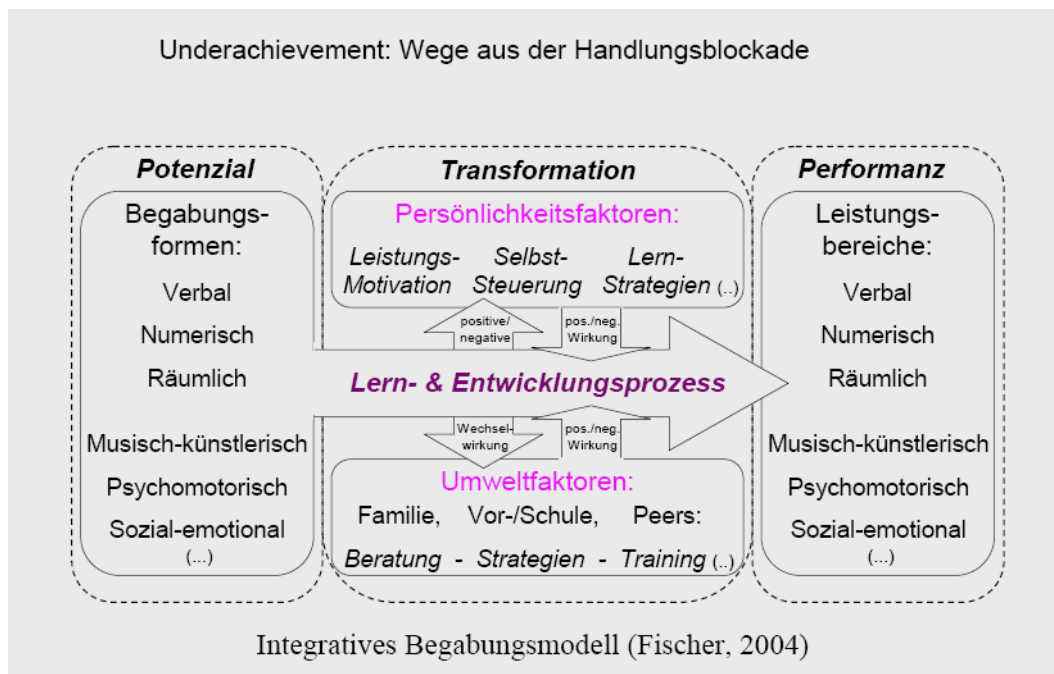 Underachievement: Wege aus der Handlungsblockade
Potenzial
Begabungs-
formen:
Verbal
Numerisch
Räumlich
Musisch-künstlerisch
Psychomotorisch
Sozial-emotional
(...)
Transformation
Persönlichkeitsfaktoren:
Leistungs- Selbst- Lern-
Motivation Steuerung Strategien (..)
positive/ pos./neg.
negative Wirkung
Lern- & Entwicklungsprozess
Wechsel- pos./neg.
wirkung Wirkung
Umweltfaktoren:
Familie, Vor-/Schule, Peers:
Beratung - Strategien - Training (..)
Performanz
Leistungs-
bereiche:
Verbal
Numerisch
Räumlich
Musisch-künstlerisch
Psychomotorisch
Sozial-emotional
(...)
Integratives Begabungsmodell (Fischer, 2004)